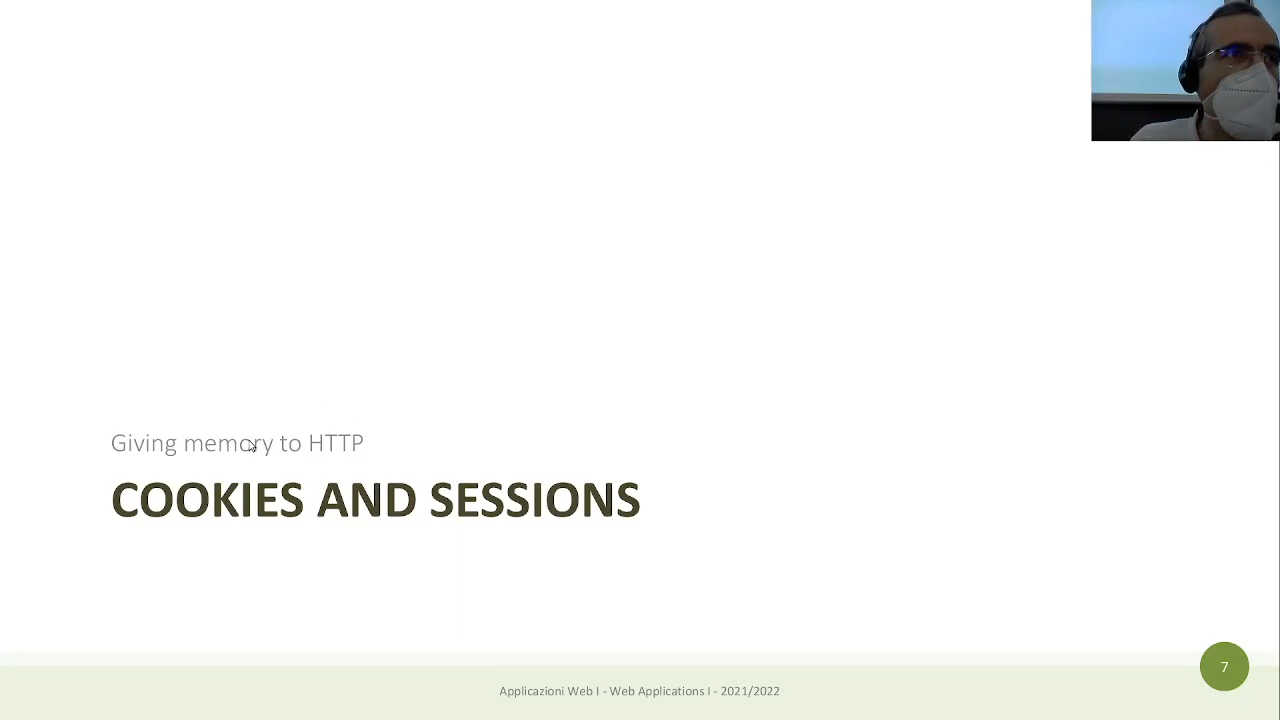 Giving memory to HTTP
COOKIES AND SESSIONS
7
Applicazioni Web I - Web Applications I - 2021/2022